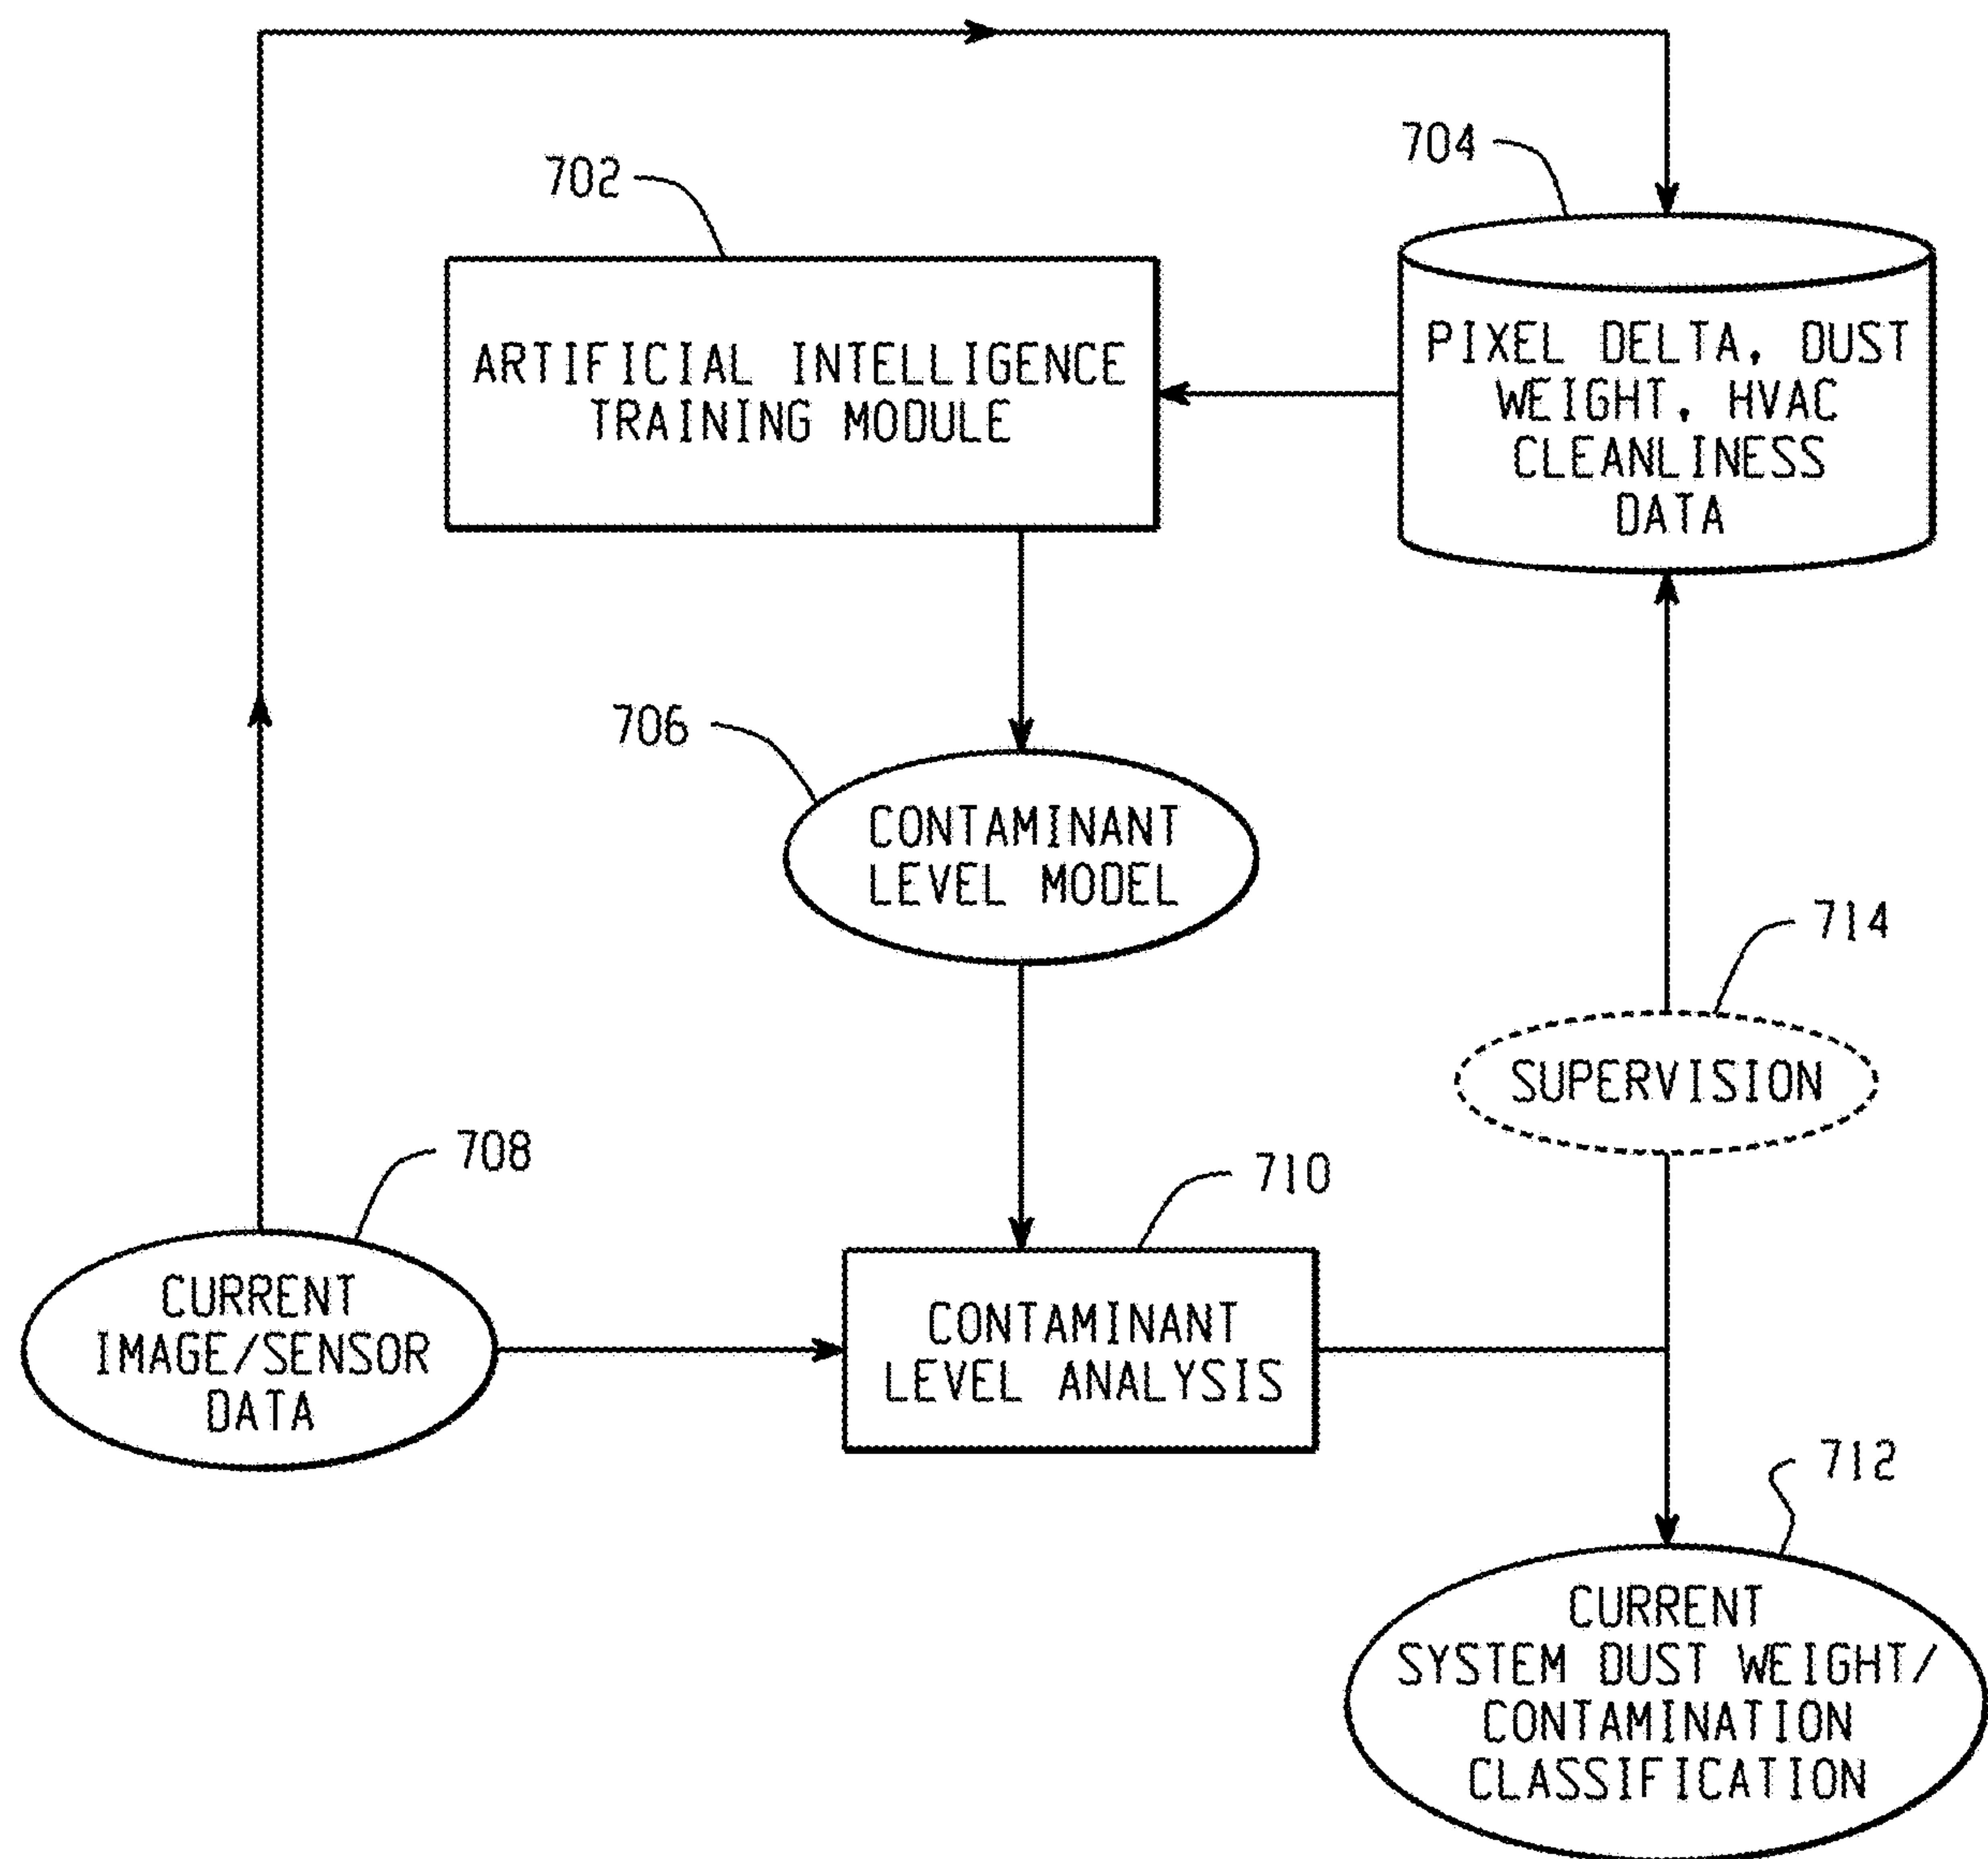 704
702
PIXEL DELTA, DUST
WEIGHT, HVAC
CLEANLINESS
DATA
ARTIFICIAL INTELLIGENCE
TRAINING MODULE
706
CONTAMINANT
LEVEL MODEL
714
SUPERVISION
708
710
CURRENT
IMAGE/SENSOR
DATA
CONTAMINANT
LEVEL ANALYSIS
712
CURRENT
SYSTEM DUST WEIGHT/
CONTAMINATION
CLASSIFICATION